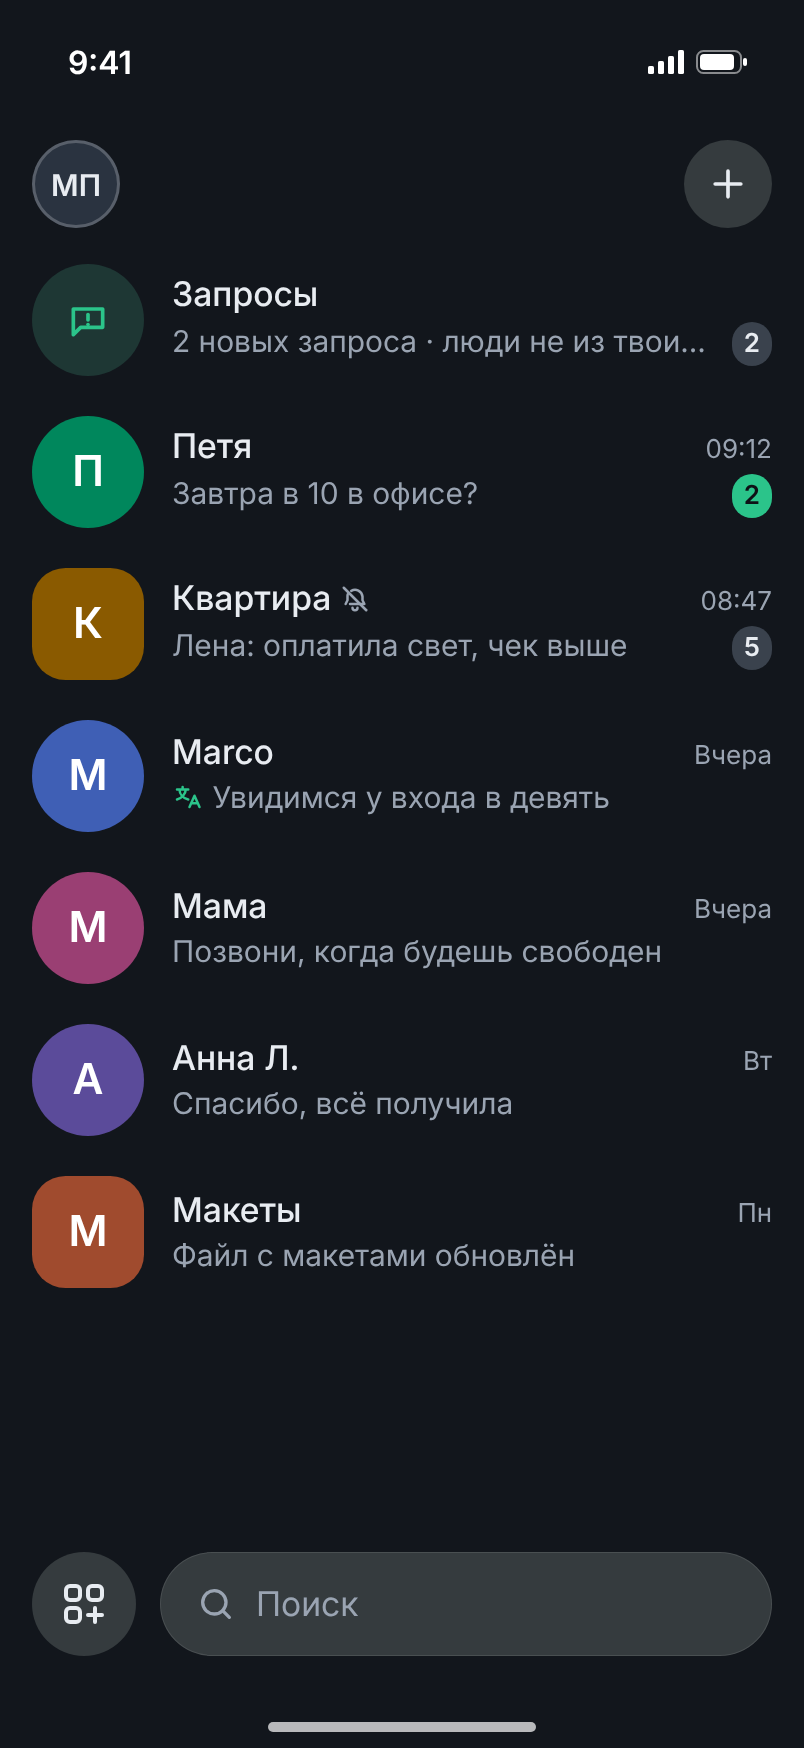 9:41
МП
Запросы
2 новых запроса · люди не из твои... 2
П
Петя 09:12
Завтра в 10 в офисе? 2
К
Квартира 08:47
Лена: оплатила свет, чек выше 5
M
Marco Вчера
Увидимся у входа в девять
М
Мама Вчера
Позвони, когда будешь свободен
А
Анна Л. Вт
Спасибо, всё получила
М
Макеты Пн
Файл с макетами обновлён
Поиск